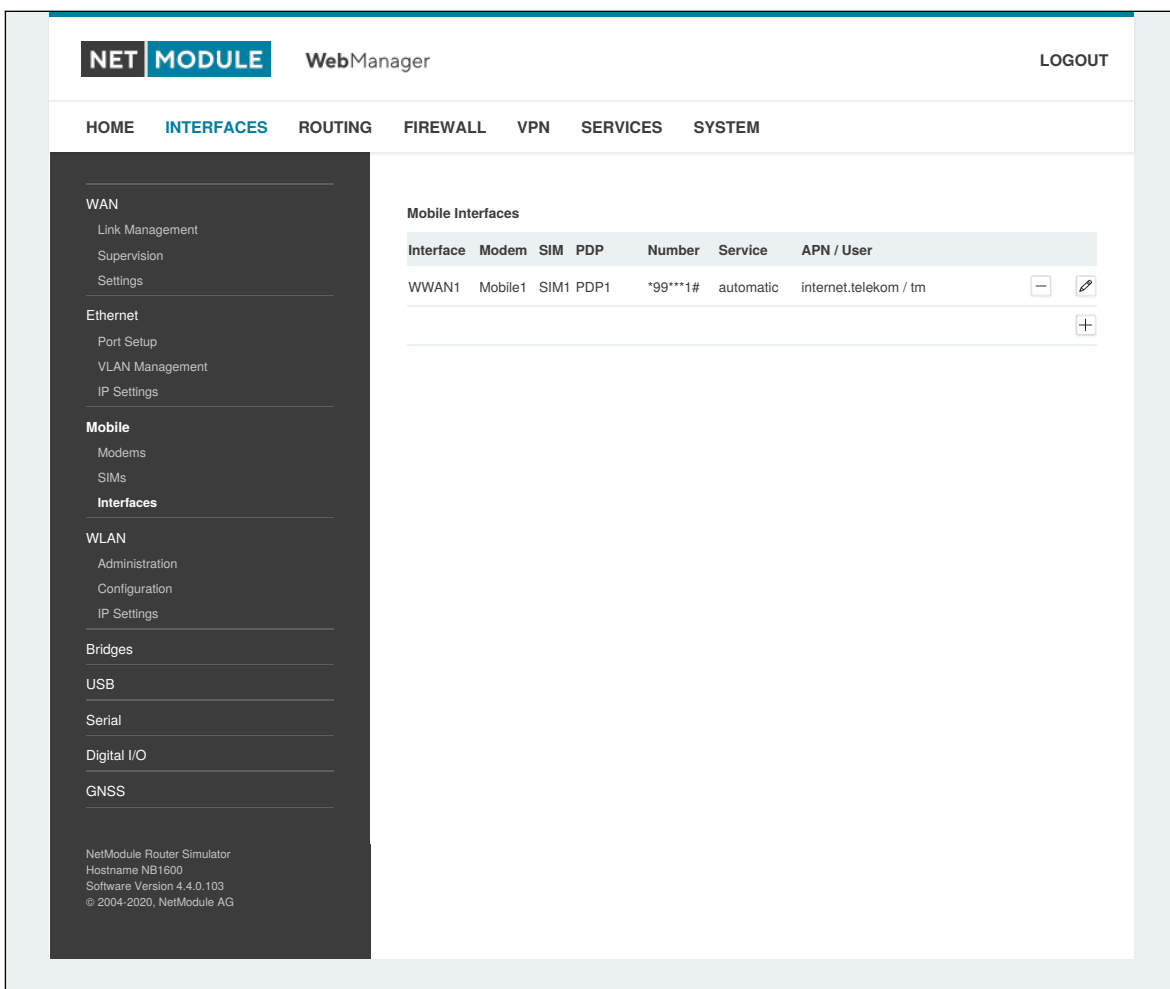 NET MODULE WebManager LOGOUT
HOME INTERFACES ROUTING FIREWALL VPN SERVICES SYSTEM
WAN
Link Management
Supervision
Settings
Ethernet
Port Setup
VLAN Management
IP Settings
Mobile
Modems
SIMs
Interfaces
WLAN
Administration
Configuration
IP Settings
Bridges
USB
Serial
Digital I/O
GNSS
NetModule Router Simulator
Hostname NB1600
Software Version 4.4.0.103
© 2004-2020, NetModule AG
Mobile Interfaces
Interface Modem SIM PDP Number Service APN / User
WWAN1 Mobile1 SIM1 PDP1 *99***1# automatic internet.telekom / tm